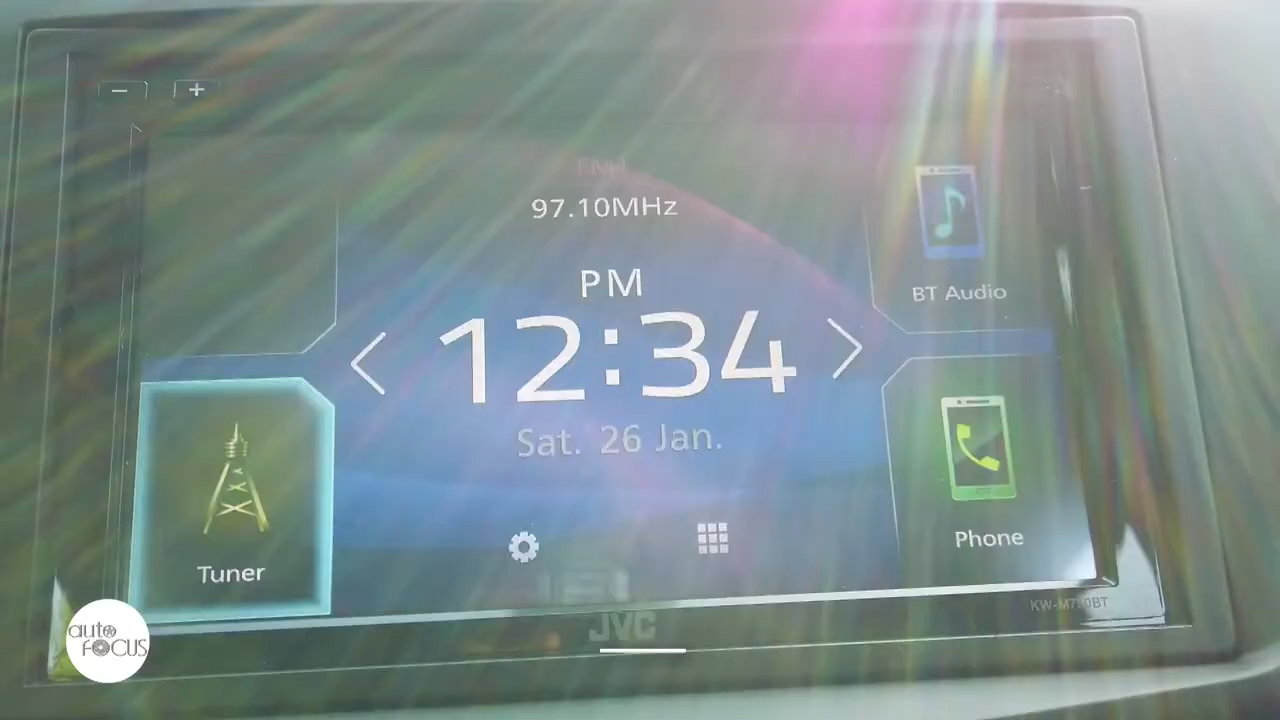 − +
97.10MHz
PM
12:34
Sat. 26 Jan.
BT Audio
Tuner
Phone
JVC
auto
FOCUS